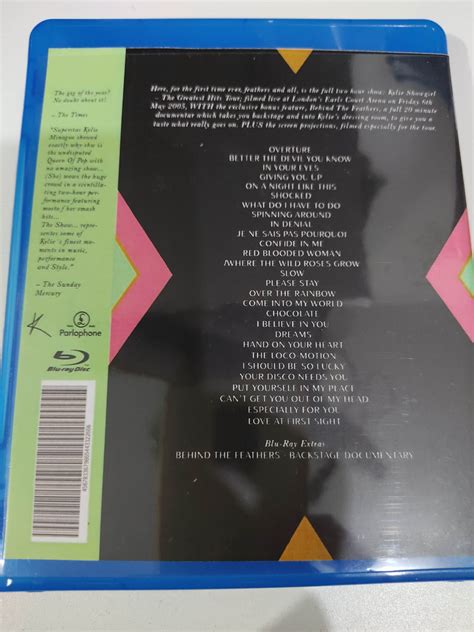 Here, for the first time ever, feathers and all, is the full two hour show: Kylie Showgirl
– The Greatest Hits Tour; filmed live at London's Earls Court Arena on Friday 6th
May 2005, WITH the exclusive bonus feature, Behind The Feathers, a full 20 minute
documentar which takes you backstage and into Kylie's dressing room, to give you a
taste what really goes on. PLUS the screen projections, filmed especially for the tour.
The gig of the year?
No doubt about it!
– The Times
"Superstar Kylie
Minogue showed
exactly why she is
the undisputed
Queen Of Pop with
an amazing show...
(She) wows the huge
crowd in a scintilla-
ting two-hour per-
formance featuring
most of her smash
hits...
The Show... repre-
sents some of
Kylie's finest mo-
ments in music,
performance
and Style."
– The Sunday
Mercury
OVERTURE
BETTER THE DEVIL YOU KNOW
IN YOUR EYES
GIVING YOU UP
ON A NIGHT LIKE THIS
SHOCKED
WHAT DO I HAVE TO DO
SPINNING AROUND
IN DENIAL
JE NE SAIS PAS POURQUOI
CONFIDE IN ME
RED BLOODED WOMAN
/WHERE THE WILD ROSES GROW
SLOW
PLEASE STAY
OVER THE RAINBOW
COME INTO MY WORLD
CHOCOLATE
I BELIEVE IN YOU
DREAMS
HAND ON YOUR HEART
THE LOCO-MOTION
I SHOULD BE SO LUCKY
YOUR DISCO NEEDS YOU
PUT YOURSELF IN MY PLACE
CAN'T GET YOU OUT OF MY HEAD
ESPECIALLY FOR YOU
LOVE AT FIRST SIGHT
Blu-Ray Extras
BEHIND THE FEATHERS - BACKSTAGE DOCUMENTARY
K
Parlophone
Blu-ray Disc